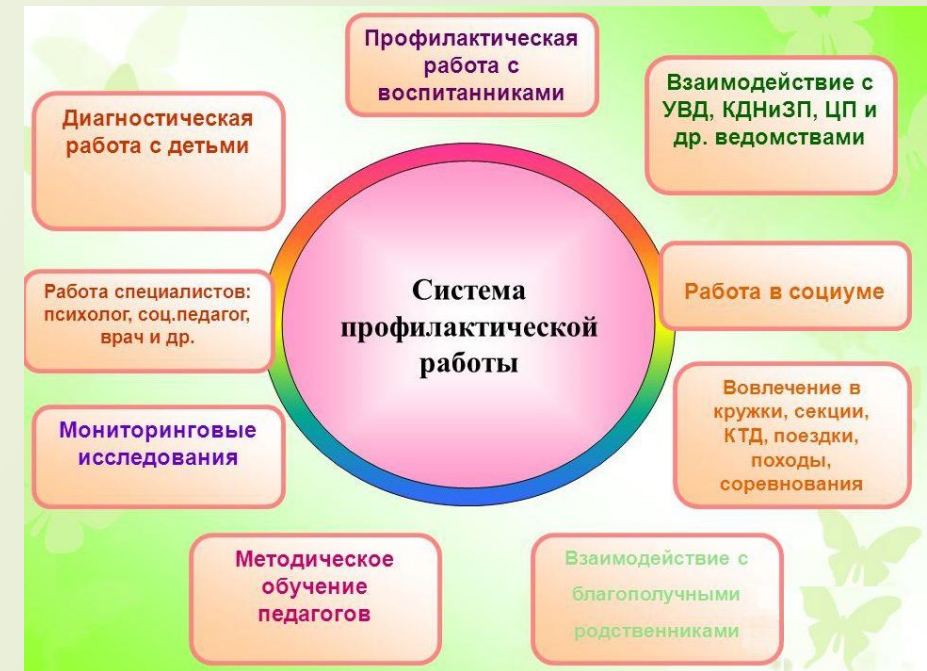 Профилактическая
работа с
воспитанниками
Взаимодействие с
УВД, КДНиЗП, ЦП и
др. ведомствами
Диагностическая
работа с детьми
Система
профилактической
работы
Работа специалистов:
психолог, соц.педагог,
врач и др.
Работа в социуме
Мониторинговые
исследования
Вовлечение в
кружки, секции,
КТД, поездки,
походы,
соревнования
Методическое
обучение
педагогов
Взаимодействие с
благополучными
родственниками